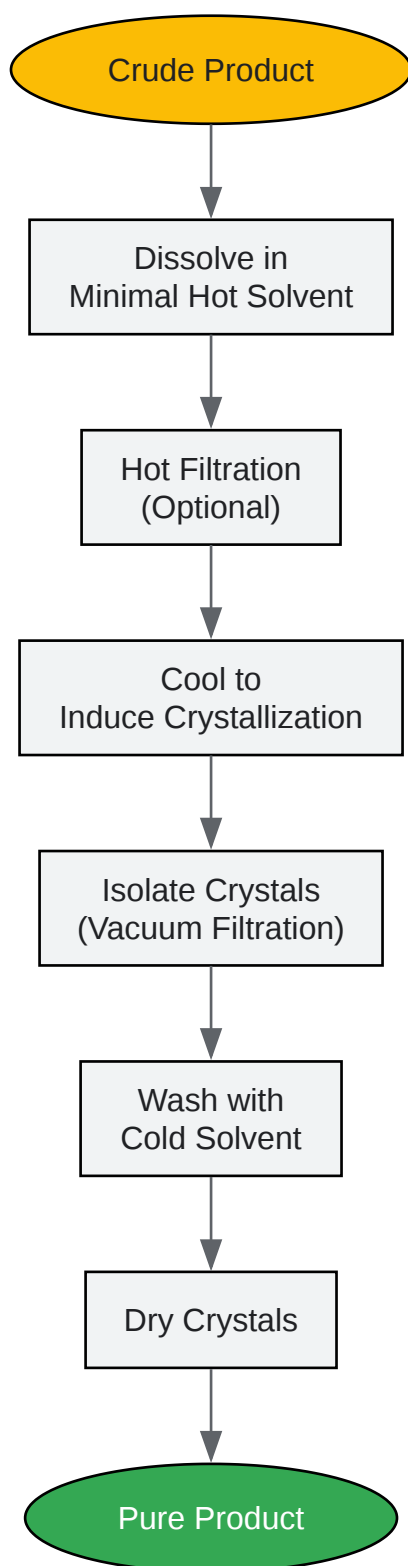 Crude Product
Dissolve in
Minimal Hot Solvent
Hot Filtration
(Optional)
Cool to
Induce Crystallization
Isolate Crystals
(Vacuum Filtration)
Wash with
Cold Solvent
Dry Crystals
Pure Product